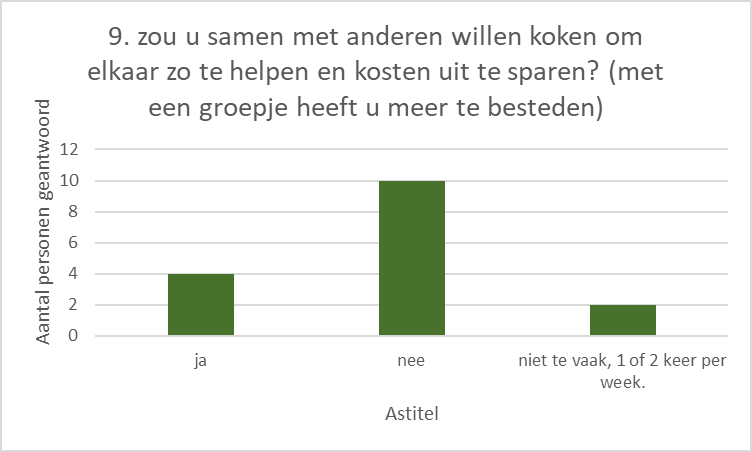 9. zou u samen met anderen willen koken om
elkaar zo te helpen en kosten uit te sparen? (met
een groepje heeft u meer te besteden)
Aantal personen geantwoord
12
10
8
6
4
2
0
ja
nee
niet te vaak, 1 of 2 keer per
week.
Astitel